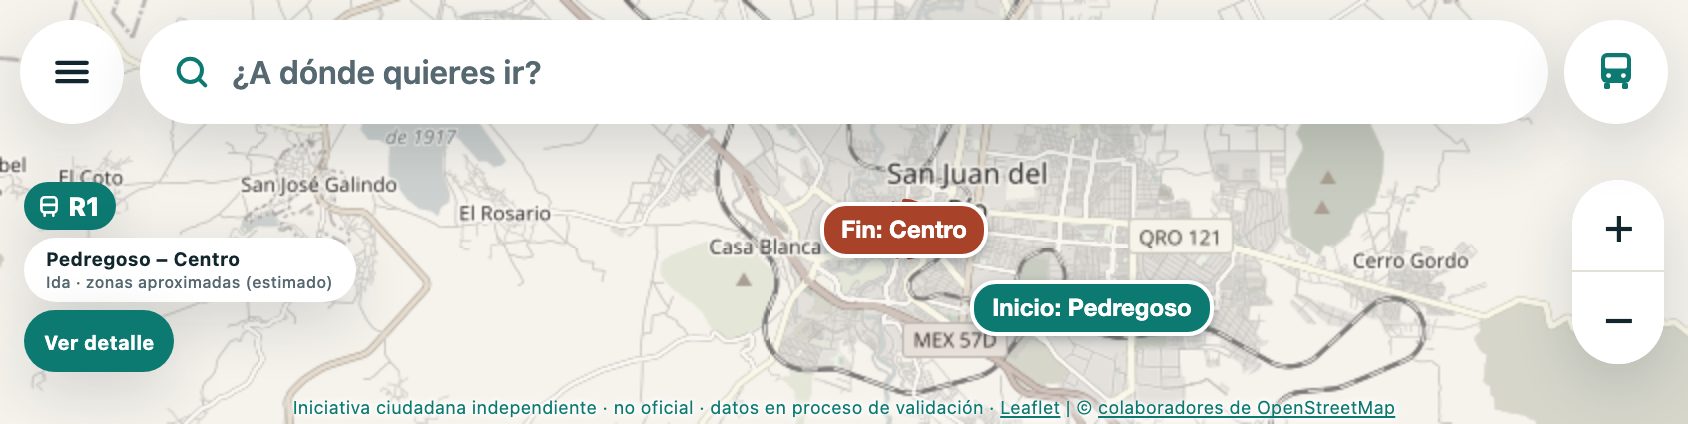 ¿A dónde quieres ir?
de 1917
bel
El Coto
San José Galindo
El Rosario
San Juan del
Casa Blanca
QRO 121
Cerro Gordo
MEX 57D
R1
Pedregoso – Centro
Ida · zonas aproximadas (estimado)
Ver detalle
Fin: Centro
Inicio: Pedregoso
+
−
Iniciativa ciudadana independiente · no oficial · datos en proceso de validación · Leaflet | © colaboradores de OpenStreetMap